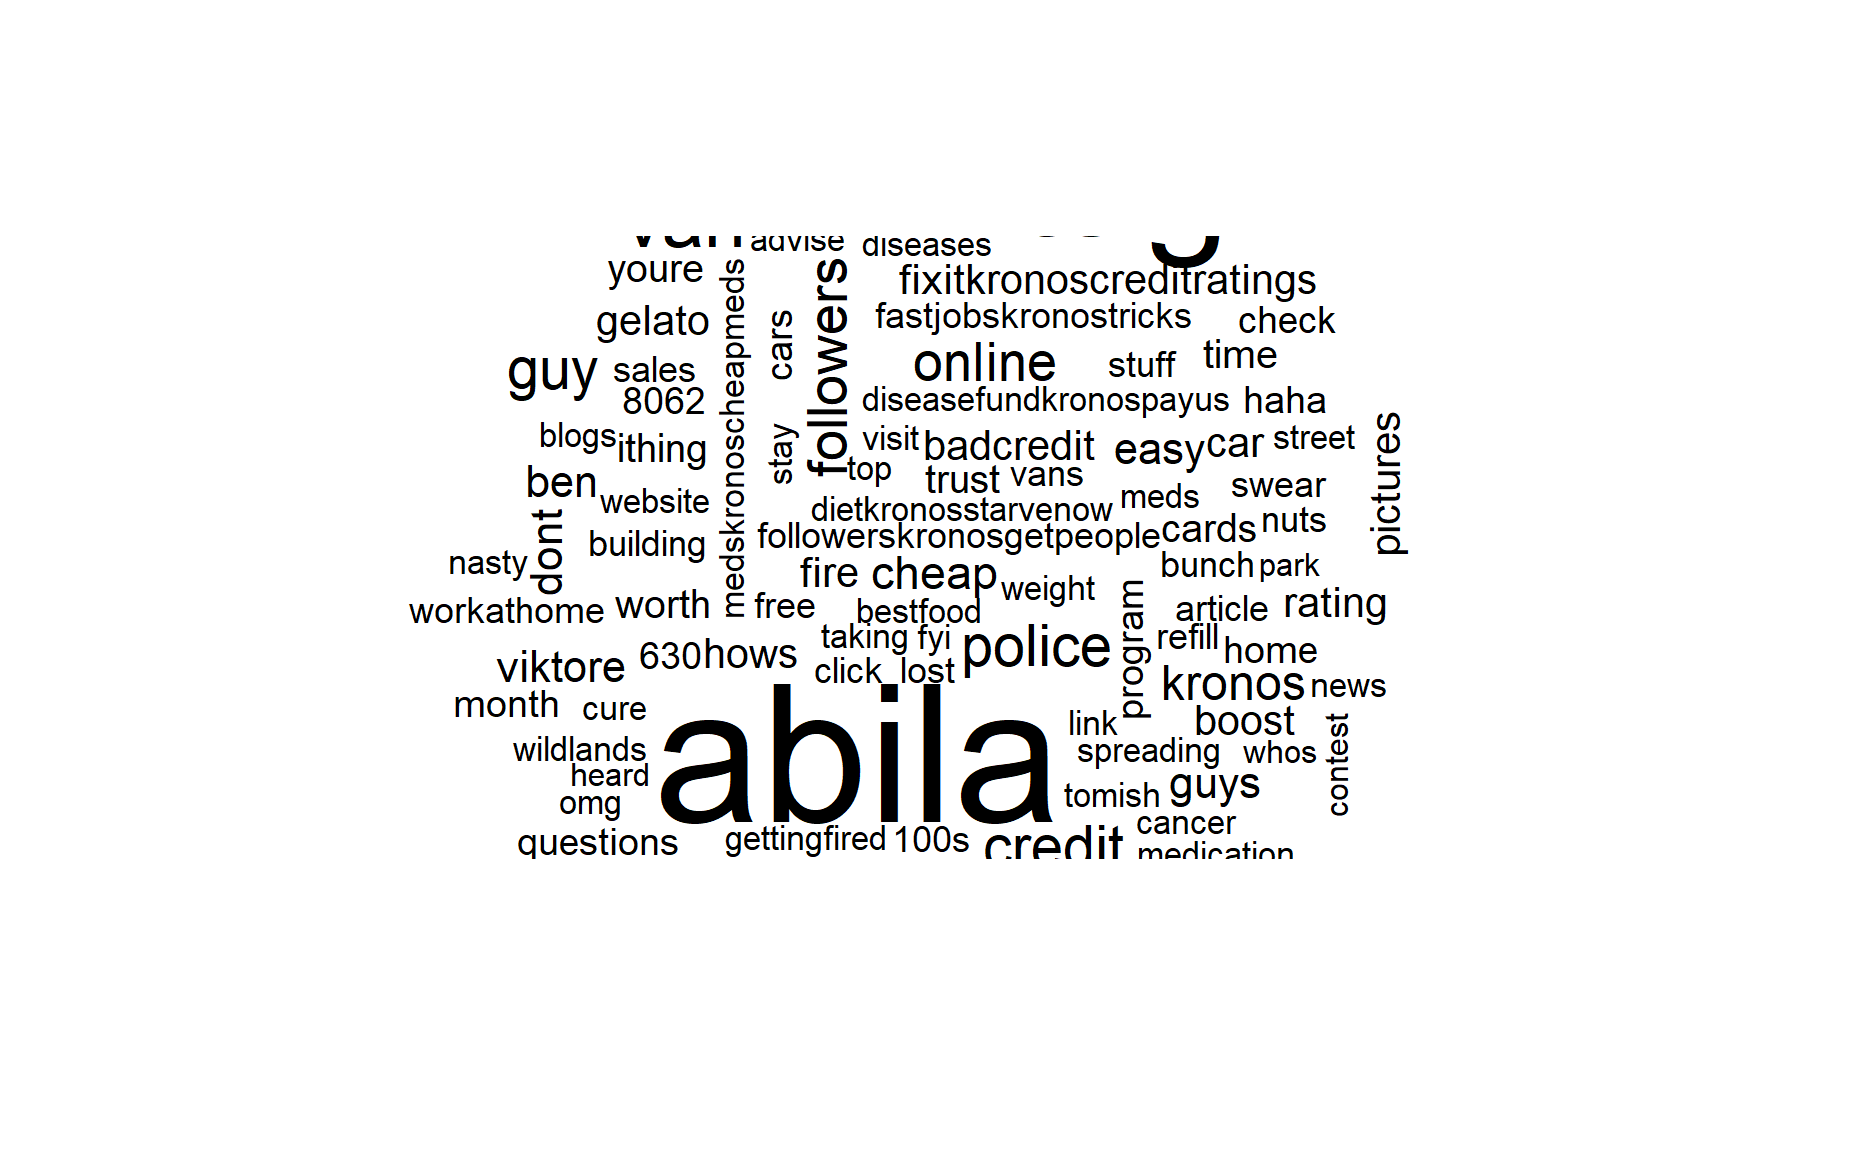 van advise diseases
youre fixitkronoscreditratings
medskronoscheapmeds
followers
gelato cars fastjobskronostricks check
guy sales online stuff time
8062 diseasefundkronospayus haha
blogs ithing stay visit badcredit easy car street
pictures
top trust vans
ben website meds swear
dietkronosstarvenow
dont building followerskronosgetpeople cards nuts
nasty fire cheap weight bunch park
workathome worth free bestfood program article rating
taking fyi police refill home
viktore 630 hows click lost kronos news
month cure abila link boost
wildlands spreading whos contest
heard
omg tomish guys
questions gettingfired 100s credit cancer
medication